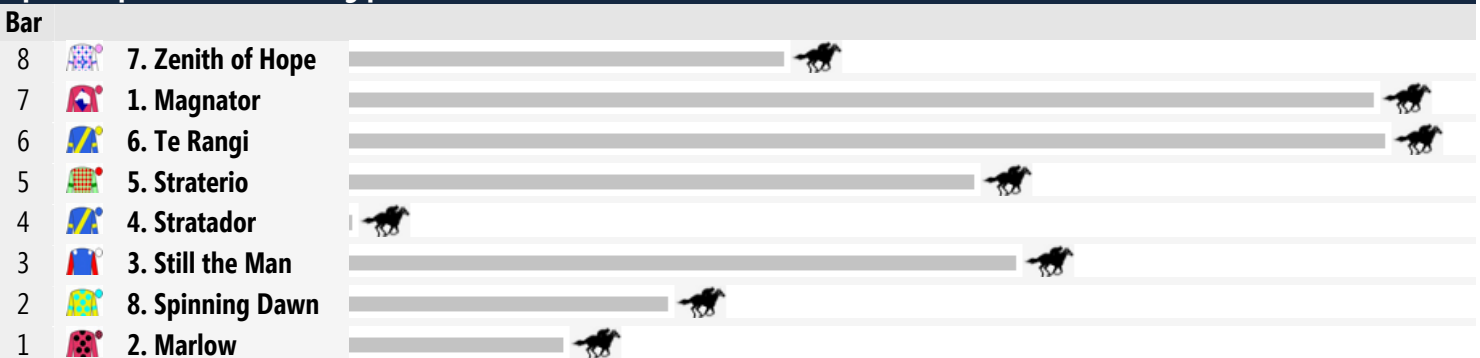 Bar
8 7. Zenith of Hope
7 1. Magnator
6 6. Te Rangi
5 5. Straterio
4 4. Stratador
3 3. Still the Man
2 8. Spinning Dawn
1 2. Marlow